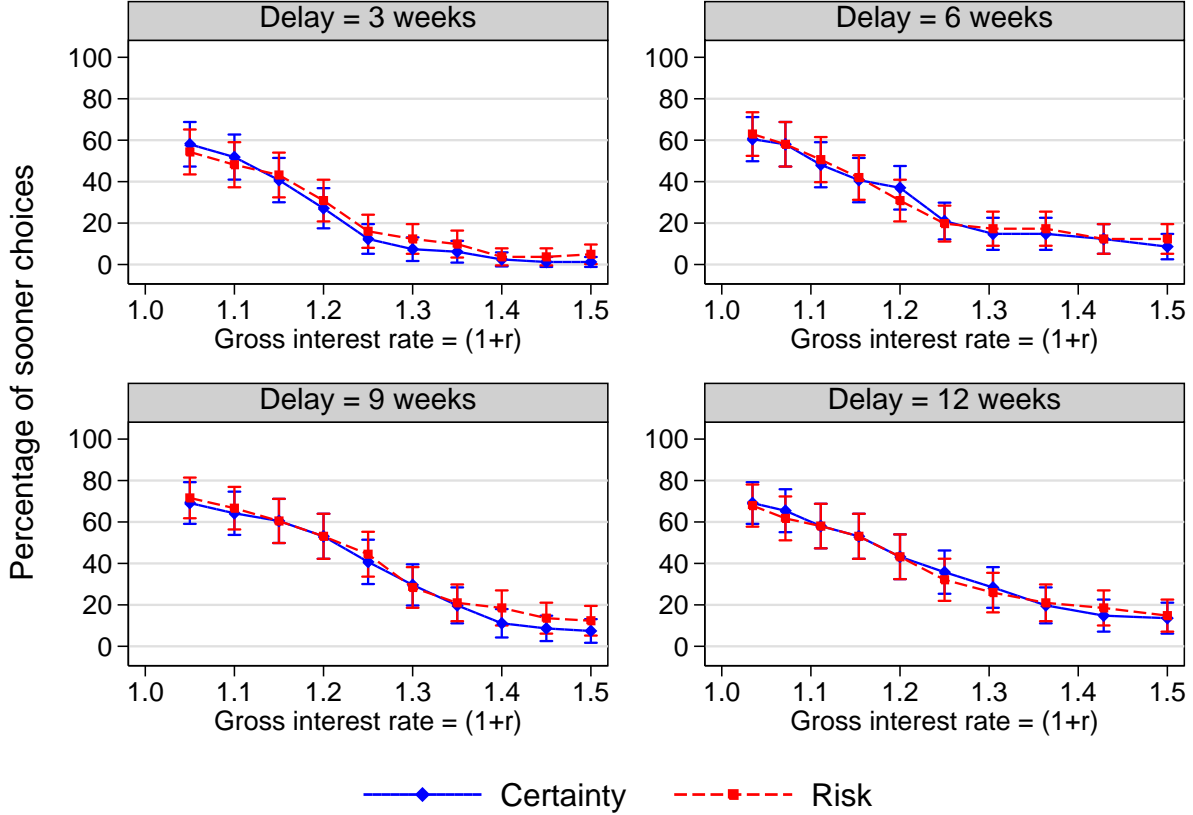 Percentage of sooner choices
Delay = 3 weeks
100
80
60
40
20
0
1.0 1.1 1.2 1.3 1.4 1.5
Gross interest rate = (1+r)
Delay = 6 weeks
100
80
60
40
20
0
1.0 1.1 1.2 1.3 1.4 1.5
Gross interest rate = (1+r)
Delay = 9 weeks
100
80
60
40
20
0
1.0 1.1 1.2 1.3 1.4 1.5
Gross interest rate = (1+r)
Delay = 12 weeks
100
80
60
40
20
0
1.0 1.1 1.2 1.3 1.4 1.5
Gross interest rate = (1+r)
Certainty Risk